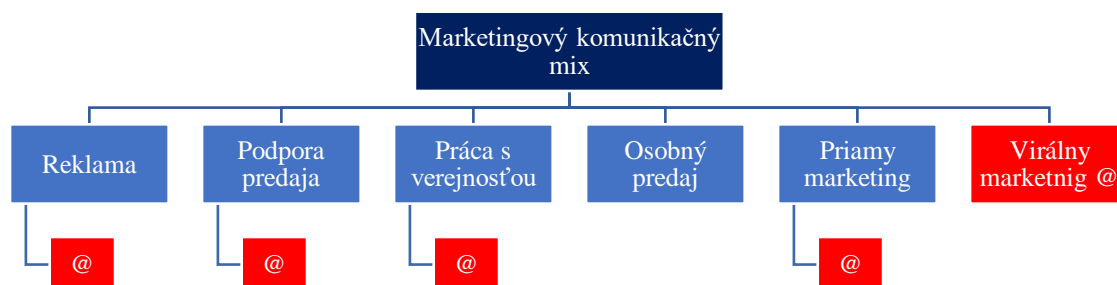 Marketingový komunikačný
mix
Reklama
Podpora
predaja
Práca s
verejnosťou
Osobný
predaj
Priamy
marketing
Virálny
marketnig @
@
@
@
@